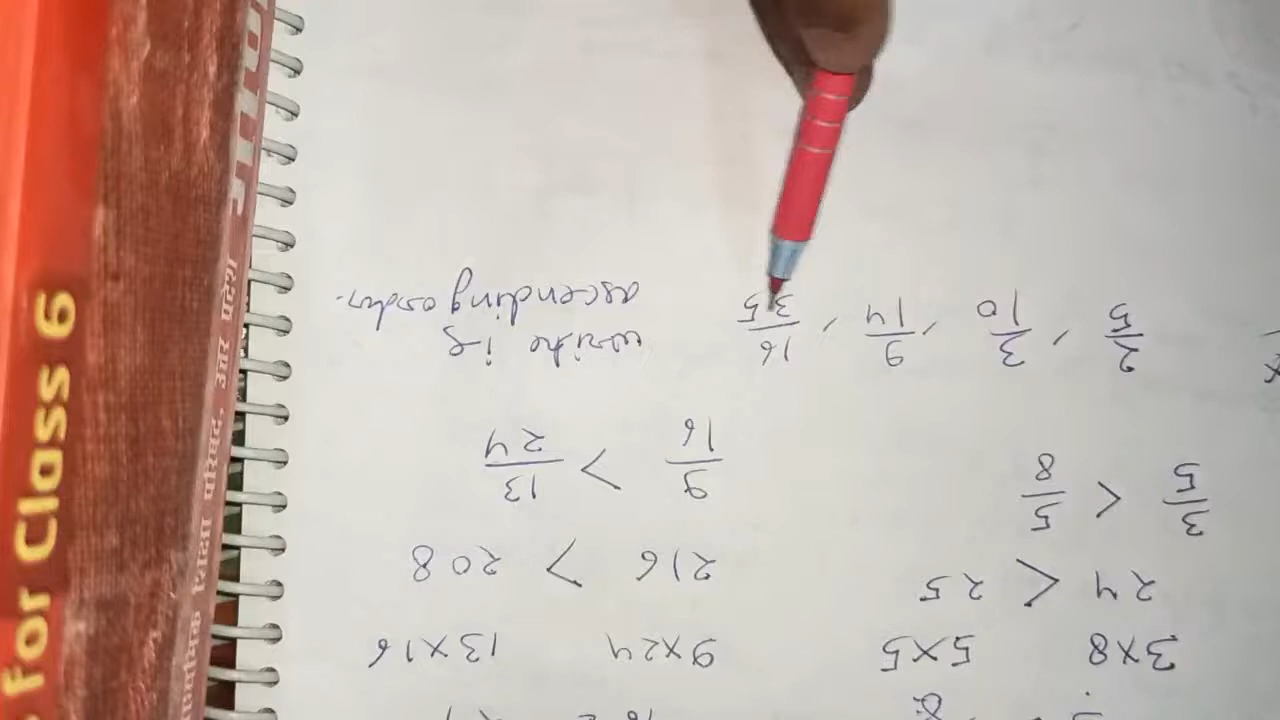 3×8 5×5 9×24 13×16
24 < 25 216 > 208
3/5 < 5/8 9/16 > 13/24
2/5, 3/10, 9/14, 16/35 write is
ascending order.
for Class 6